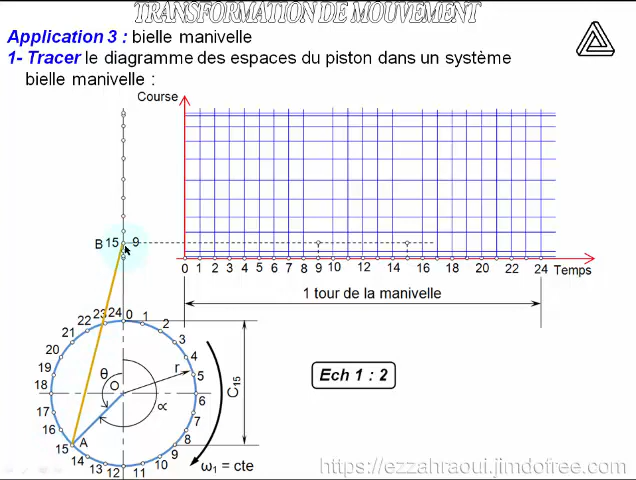 TRANSFORMATION DE MOUVEMENT
Application 3 : bielle manivelle
1- Tracer le diagramme des espaces du piston dans un système
bielle manivelle :
Course
B 15 9
0 1 2 3 4 5 6 7 8 9 10 12 14 16 18 20 22 24 Temps
1 tour de la manivelle
24 0 1 2 3 4 5 6 7 8 9 10 11 12 13 14 15 16 17 18 19 20 21 22 23
θ
O
r
α
A
C15
ω1 = cte
Ech 1 : 2
https://ezzahraoui.jimdofree.com